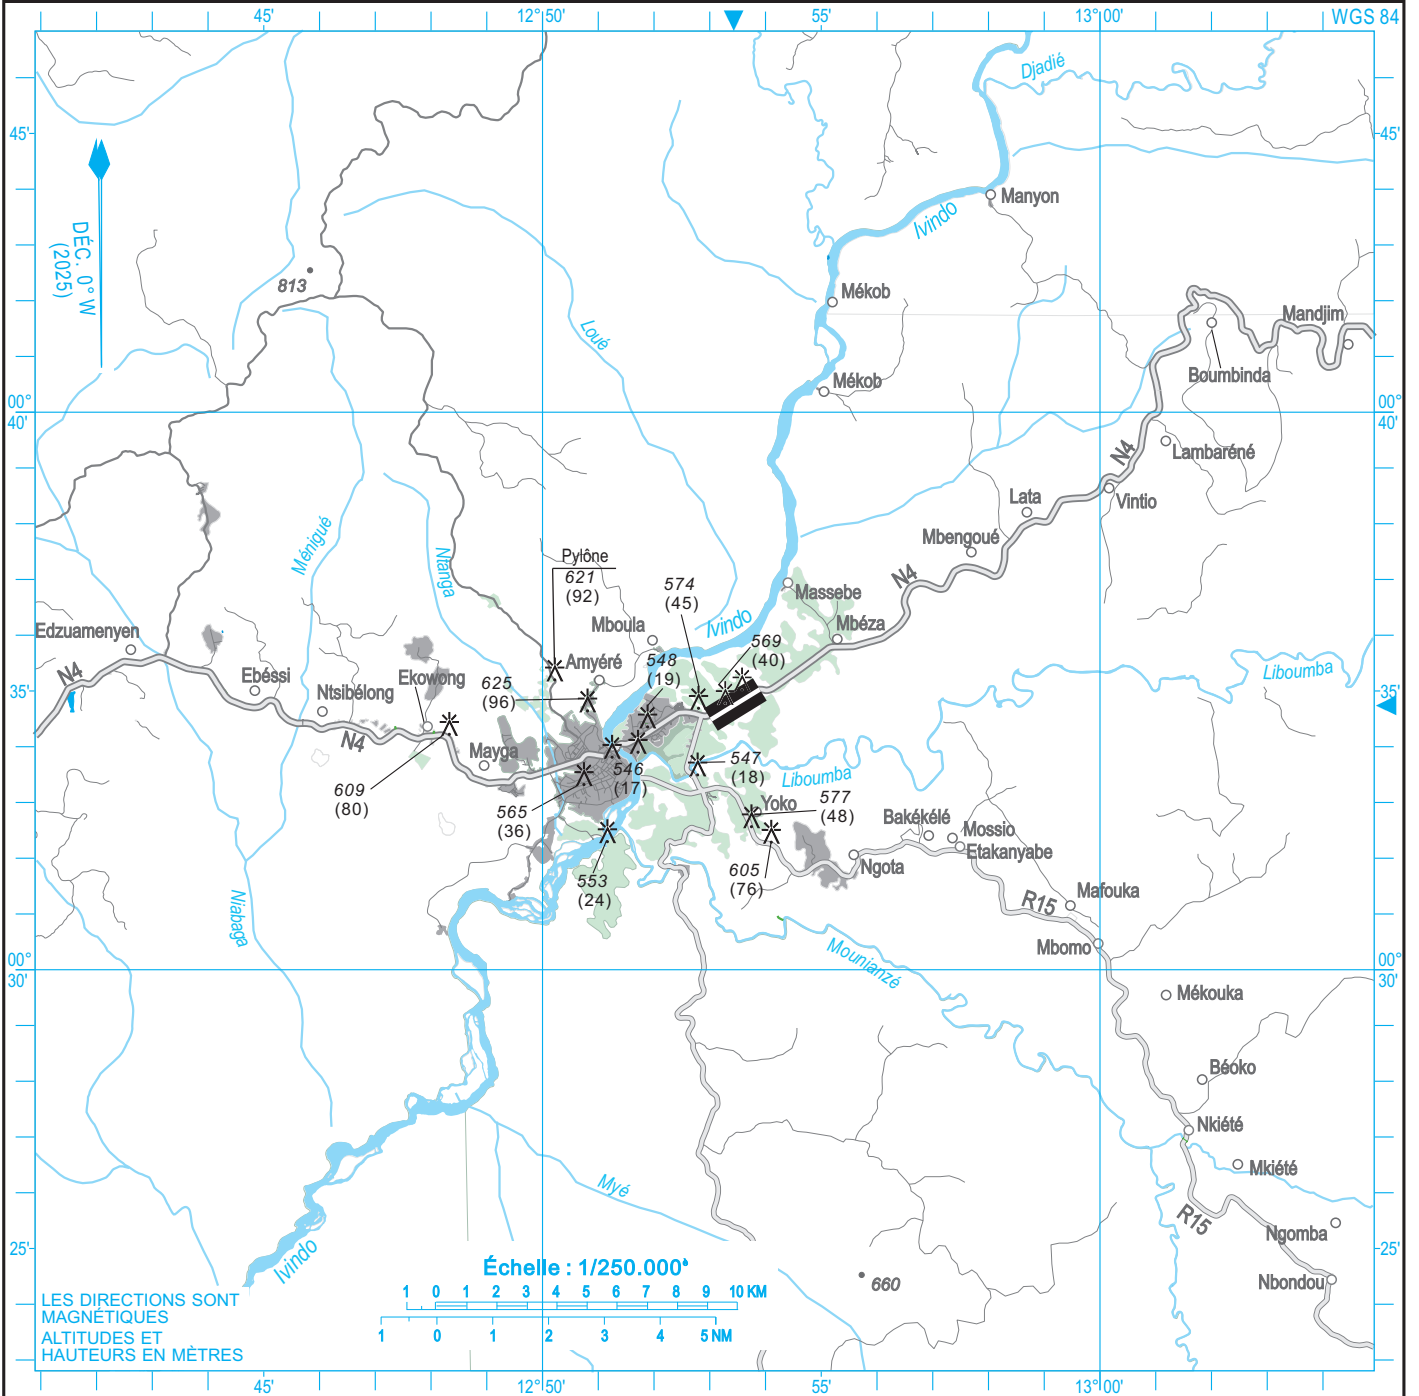 45'
12°50'
55'
13°00'
WGS 84
Djadié
45'
45'
DÉC. 0° W
(2025)
Ivindo
Manyon
813
Mékob
Mandjim
Loué
Boumbinda
Mékob
00°
40'
00°
40'
N4
Lambaréné
Lata
Vintio
Ménigué
Mbengoué
Ntanga
Pylône
621
(92)
574
(45)
N4
Massebe
Mboula
Ivindo
Mbéza
Edzuamenyen
569
(40)
548
(19)
Amyéré
Liboumba
N4
Ebéssi
Ekowong
625
(96)
Ntsibélong
35'
35'
N4
Mayga
547
(18)
Liboumba
546
(17)
609
(80)
565
(36)
Yoko
577
(48)
Bakékélé
Mossio
Etakanyabe
Ngota
605
(76)
553
(24)
Mafouka
R15
Niabaga
Mounianzé
Mbomo
00°
30'
00°
30'
Mékouka
Béoko
Nkiété
Mkiété
Myé
R15
Ngomba
25'
25'
Ivindo
Échelle : 1/250.000
660
Nbondou
1 0 1 2 3 4 5 6 7 8 9 10 KM
1 0 1 2 3 4 5 NM
LES DIRECTIONS SONT
MAGNÉTIQUES
ALTITUDES ET
HAUTEURS EN MÈTRES
45'
12°50'
55'
13°00'